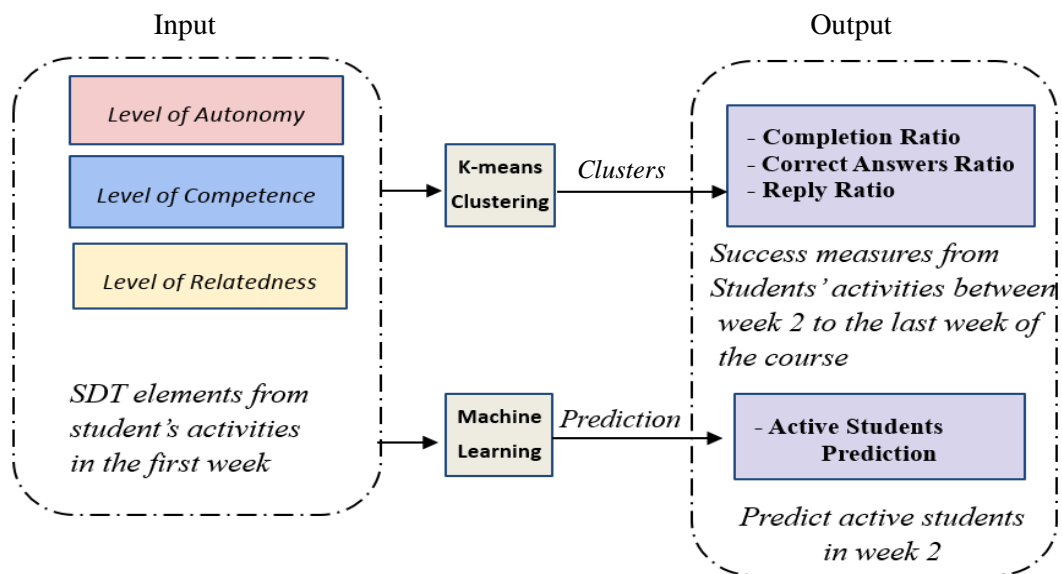 Input
Output
Level of Autonomy
Level of Competence
Level of Relatedness
SDT elements from
student's activities
in the first week
K-means
Clustering
Clusters
- Completion Ratio
- Correct Answers Ratio
- Reply Ratio
Success measures from
Students' activities between
week 2 to the last week of
the course
Machine
Learning
Prediction
- Active Students
Prediction
Predict active students
in week 2